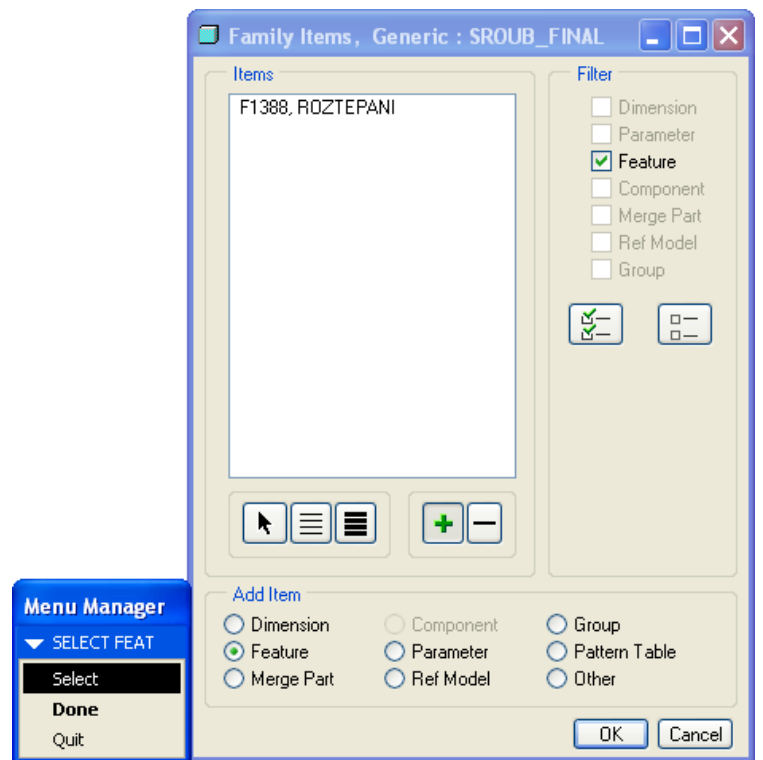 Family Items, Generic : SROUB_FINAL
Items
F1388, ROZTEPANI
Filter
Dimension
Parameter
Feature
Component
Merge Part
Ref Model
Group
Add Item
Dimension
Component
Group
Feature
Parameter
Pattern Table
Merge Part
Ref Model
Other
OK
Cancel
Menu Manager
SELECT FEAT
Select
Done
Quit